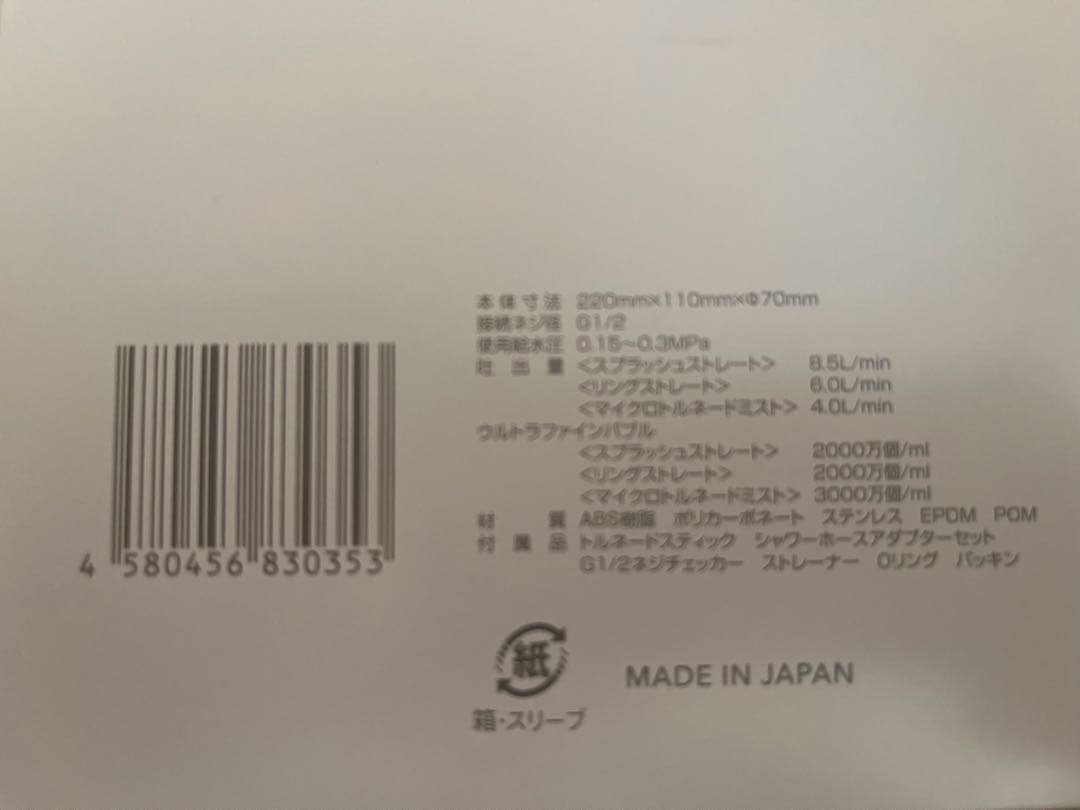 本体寸法 220mm×110mm×Φ70mm
接続ネジ径 G1/2
使用給水圧 0.15〜0.3MPa
吐出量 <スプラッシュストレート> 8.5L/min
<リングストレート> 6.0L/min
<マイクロトルネードミスト> 4.0L/min
ウルトラファインバブル
<スプラッシュストレート> 2000万個/ml
<リングストレート> 2000万個/ml
<マイクロトルネードミスト> 3000万個/ml
材質 ABS樹脂 ポリカーボネート ステンレス EPDM POM
付属品 トルネードスティック シャワーホースアダプターセット
G1/2ネジチェッカー ストレーナー Oリング パッキン
4 580456 830353
紙
箱・スリーブ
MADE IN JAPAN